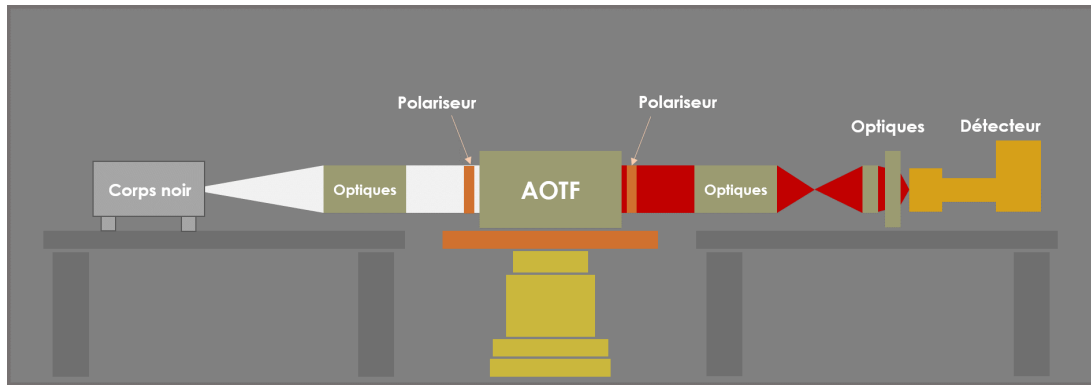 Polariseur
Polariseur
Optiques
Détecteur
Corps noir
Optiques
AOTF
Optiques